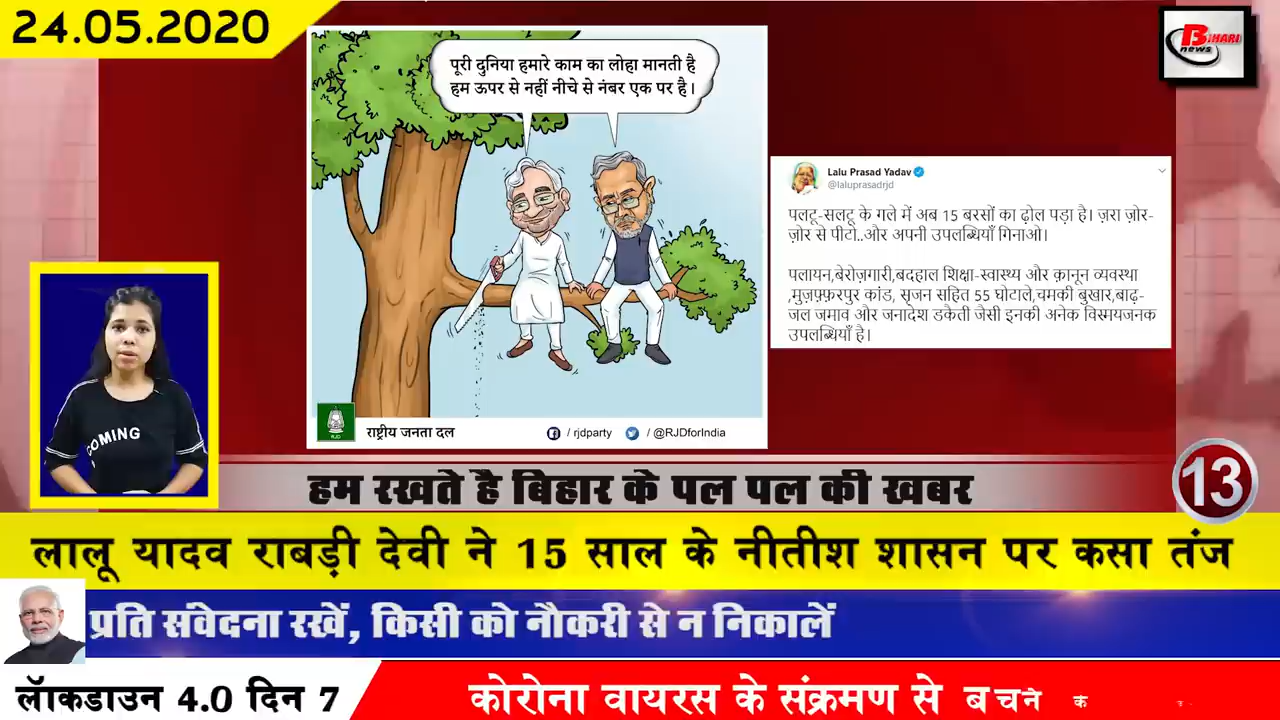 24.05.2020
BIHARI
news
पूरी दुनिया हमारे काम का लोहा मानती है
हम ऊपर से नहीं नीचे से नंबर एक पर है।
Lalu Prasad Yadav
@laluprasadrjd
पलटू-सलटू के गले में अब 15 बरसों का ढ़ोल पड़ा है। ज़रा ज़ोर-
ज़ोर से पीटो..और अपनी उपलब्धियाँ गिनाओ।
पलायन,बेरोज़गारी,बदहाल शिक्षा-स्वास्थ्य और क़ानून व्यवस्था
,मुज़फ़्फ़रपुर कांड, सृजन सहित 55 घोटाले,चमकी बुखार,बाढ़-
जल जमाव और जनादेश डकैती जैसी इनकी अनेक विस्मयजनक
उपलब्धियाँ है।
COMING
RJD
राष्ट्रीय जनता दल
/ rjdparty
/ @RJDforIndia
हम रखते है बिहार के पल पल की खबर
13
लालू यादव राबड़ी देवी ने 15 साल के नीतीश शासन पर कसा तंज
प्रति संवेदना रखें, किसी को नौकरी से न निकालें
लॅाकडाउन 4.0 दिन 7
कोरोना वायरस के संक्रमण से बचने क